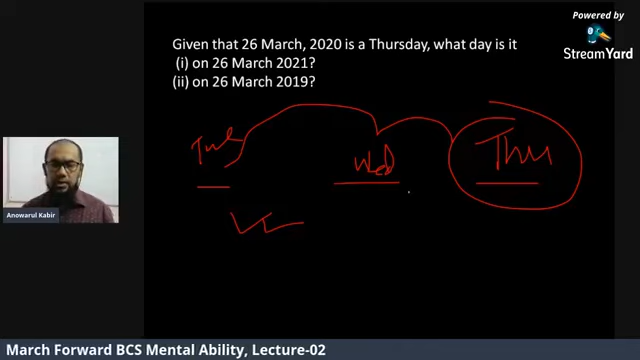 Powered by
StreamYard
Given that 26 March, 2020 is a Thursday, what day is it
(i) on 26 March 2021?
(ii) on 26 March 2019?
Tues
Wed
Thu
Anowarul Kabir
March Forward BCS Mental Ability, Lecture-02